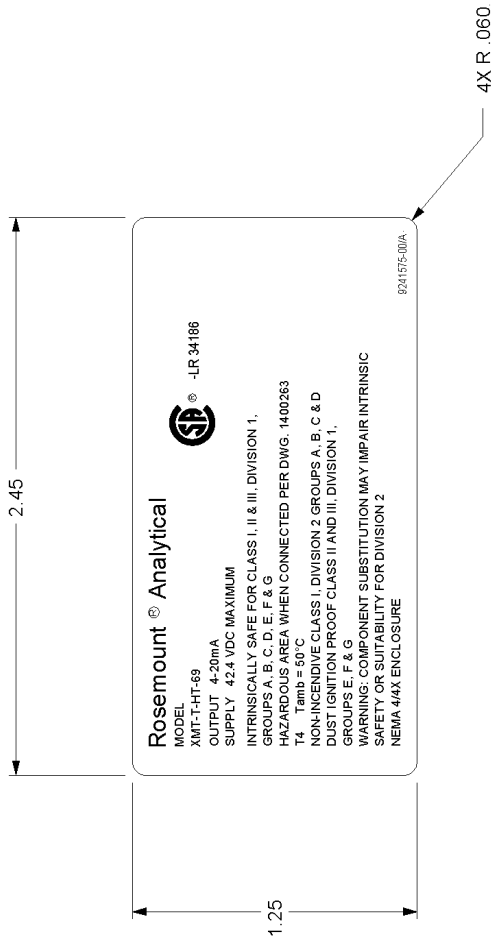 2.45
1.25
4X R .060
Rosemount ® Analytical
MODEL
XMT-T-HT-69
OUTPUT 4-20mA
SUPPLY 42.4 VDC MAXIMUM
SA ® -LR 34186
INTRINSICALLY SAFE FOR CLASS I, II & III, DIVISION 1,
GROUPS A, B, C, D, E, F & G
HAZARDOUS AREA WHEN CONNECTED PER DWG. 1400263
T4 Tamb = 50°C
NON-INCENDIVE CLASS I, DIVISION 2 GROUPS A, B, C & D
DUST IGNITION PROOF CLASS II AND III, DIVISION 1,
GROUPS E, F & G
WARNING: COMPONENT SUBSTITUTION MAY IMPAIR INTRINSIC
SAFETY OR SUITABILITY FOR DIVISION 2
NEMA 4/4X ENCLOSURE
9241575-00/A